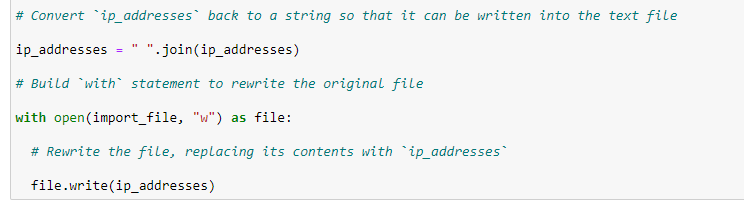 # Convert `ip_addresses` back to a string so that it can be written into the text file
ip_addresses = " ".join(ip_addresses)
# Build `with` statement to rewrite the original file
with open(import_file, "w") as file:
# Rewrite the file, replacing its contents with `ip_addresses`
file.write(ip_addresses)